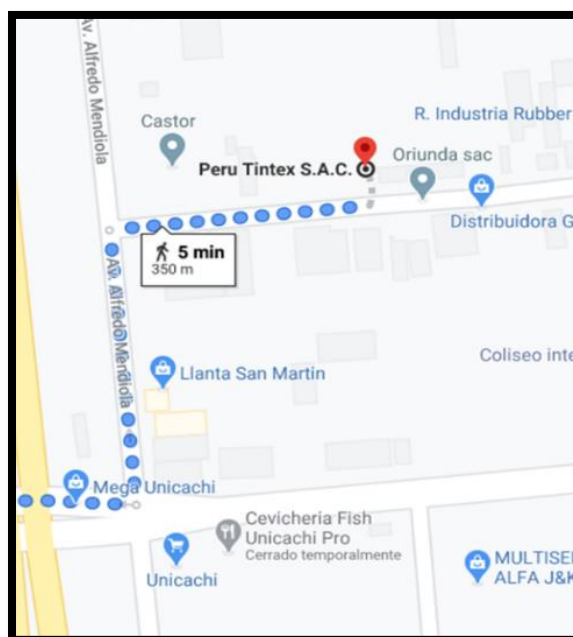 Av. Alfredo Mendiola
R. Industria Rubber
Castor
Peru Tintex S.A.C.
Oriunda sac
Distribuidora G
5 min
350 m
Av. Alfredo Mendiola
Coliseo inte
Llanta San Martin
Mega Unicachi
Cevicheria Fish
Unicachi Pro
Cerrado temporalmente
Unicachi
MULTISE
ALFA J&K